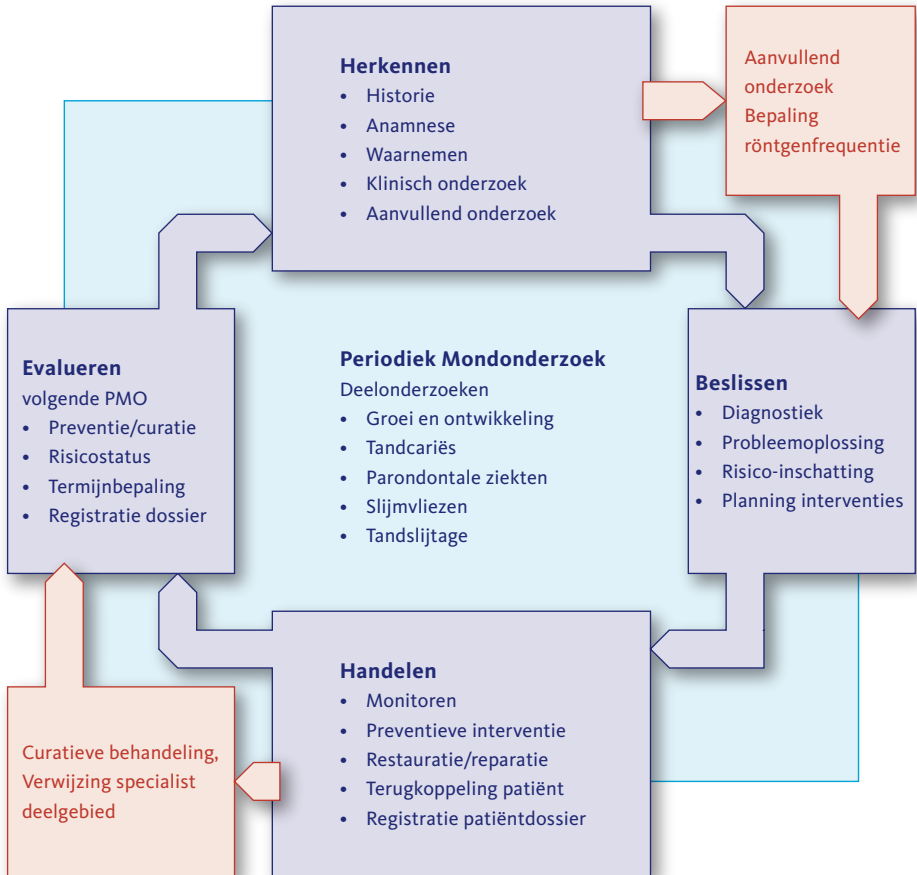 Herkennen
• Historie
• Anamnese
• Waarnemen
• Klinisch onderzoek
• Aanvullend onderzoek
Aanvullend
onderzoek
Bepaling
röntgenfrequentie
Evalueren
volgende PMO
• Preventie/curatie
• Risicostatus
• Termijnbepaling
• Registratie dossier
Periodiek Mondonderzoek
Deelonderzoeken
• Groei en ontwikkeling
• Tandcariës
• Parondontale ziekten
• Slijmvliezen
• Tandslijtage
Beslissen
• Diagnostiek
• Probleemoplossing
• Risico-inschatting
• Planning interventies
Handelen
• Monitoren
• Preventieve interventie
• Restauratie/reparatie
• Terugkoppeling patiënt
• Registratie patiëntdossier
Curatieve behandeling,
Verwijzing specialist
deelgebied